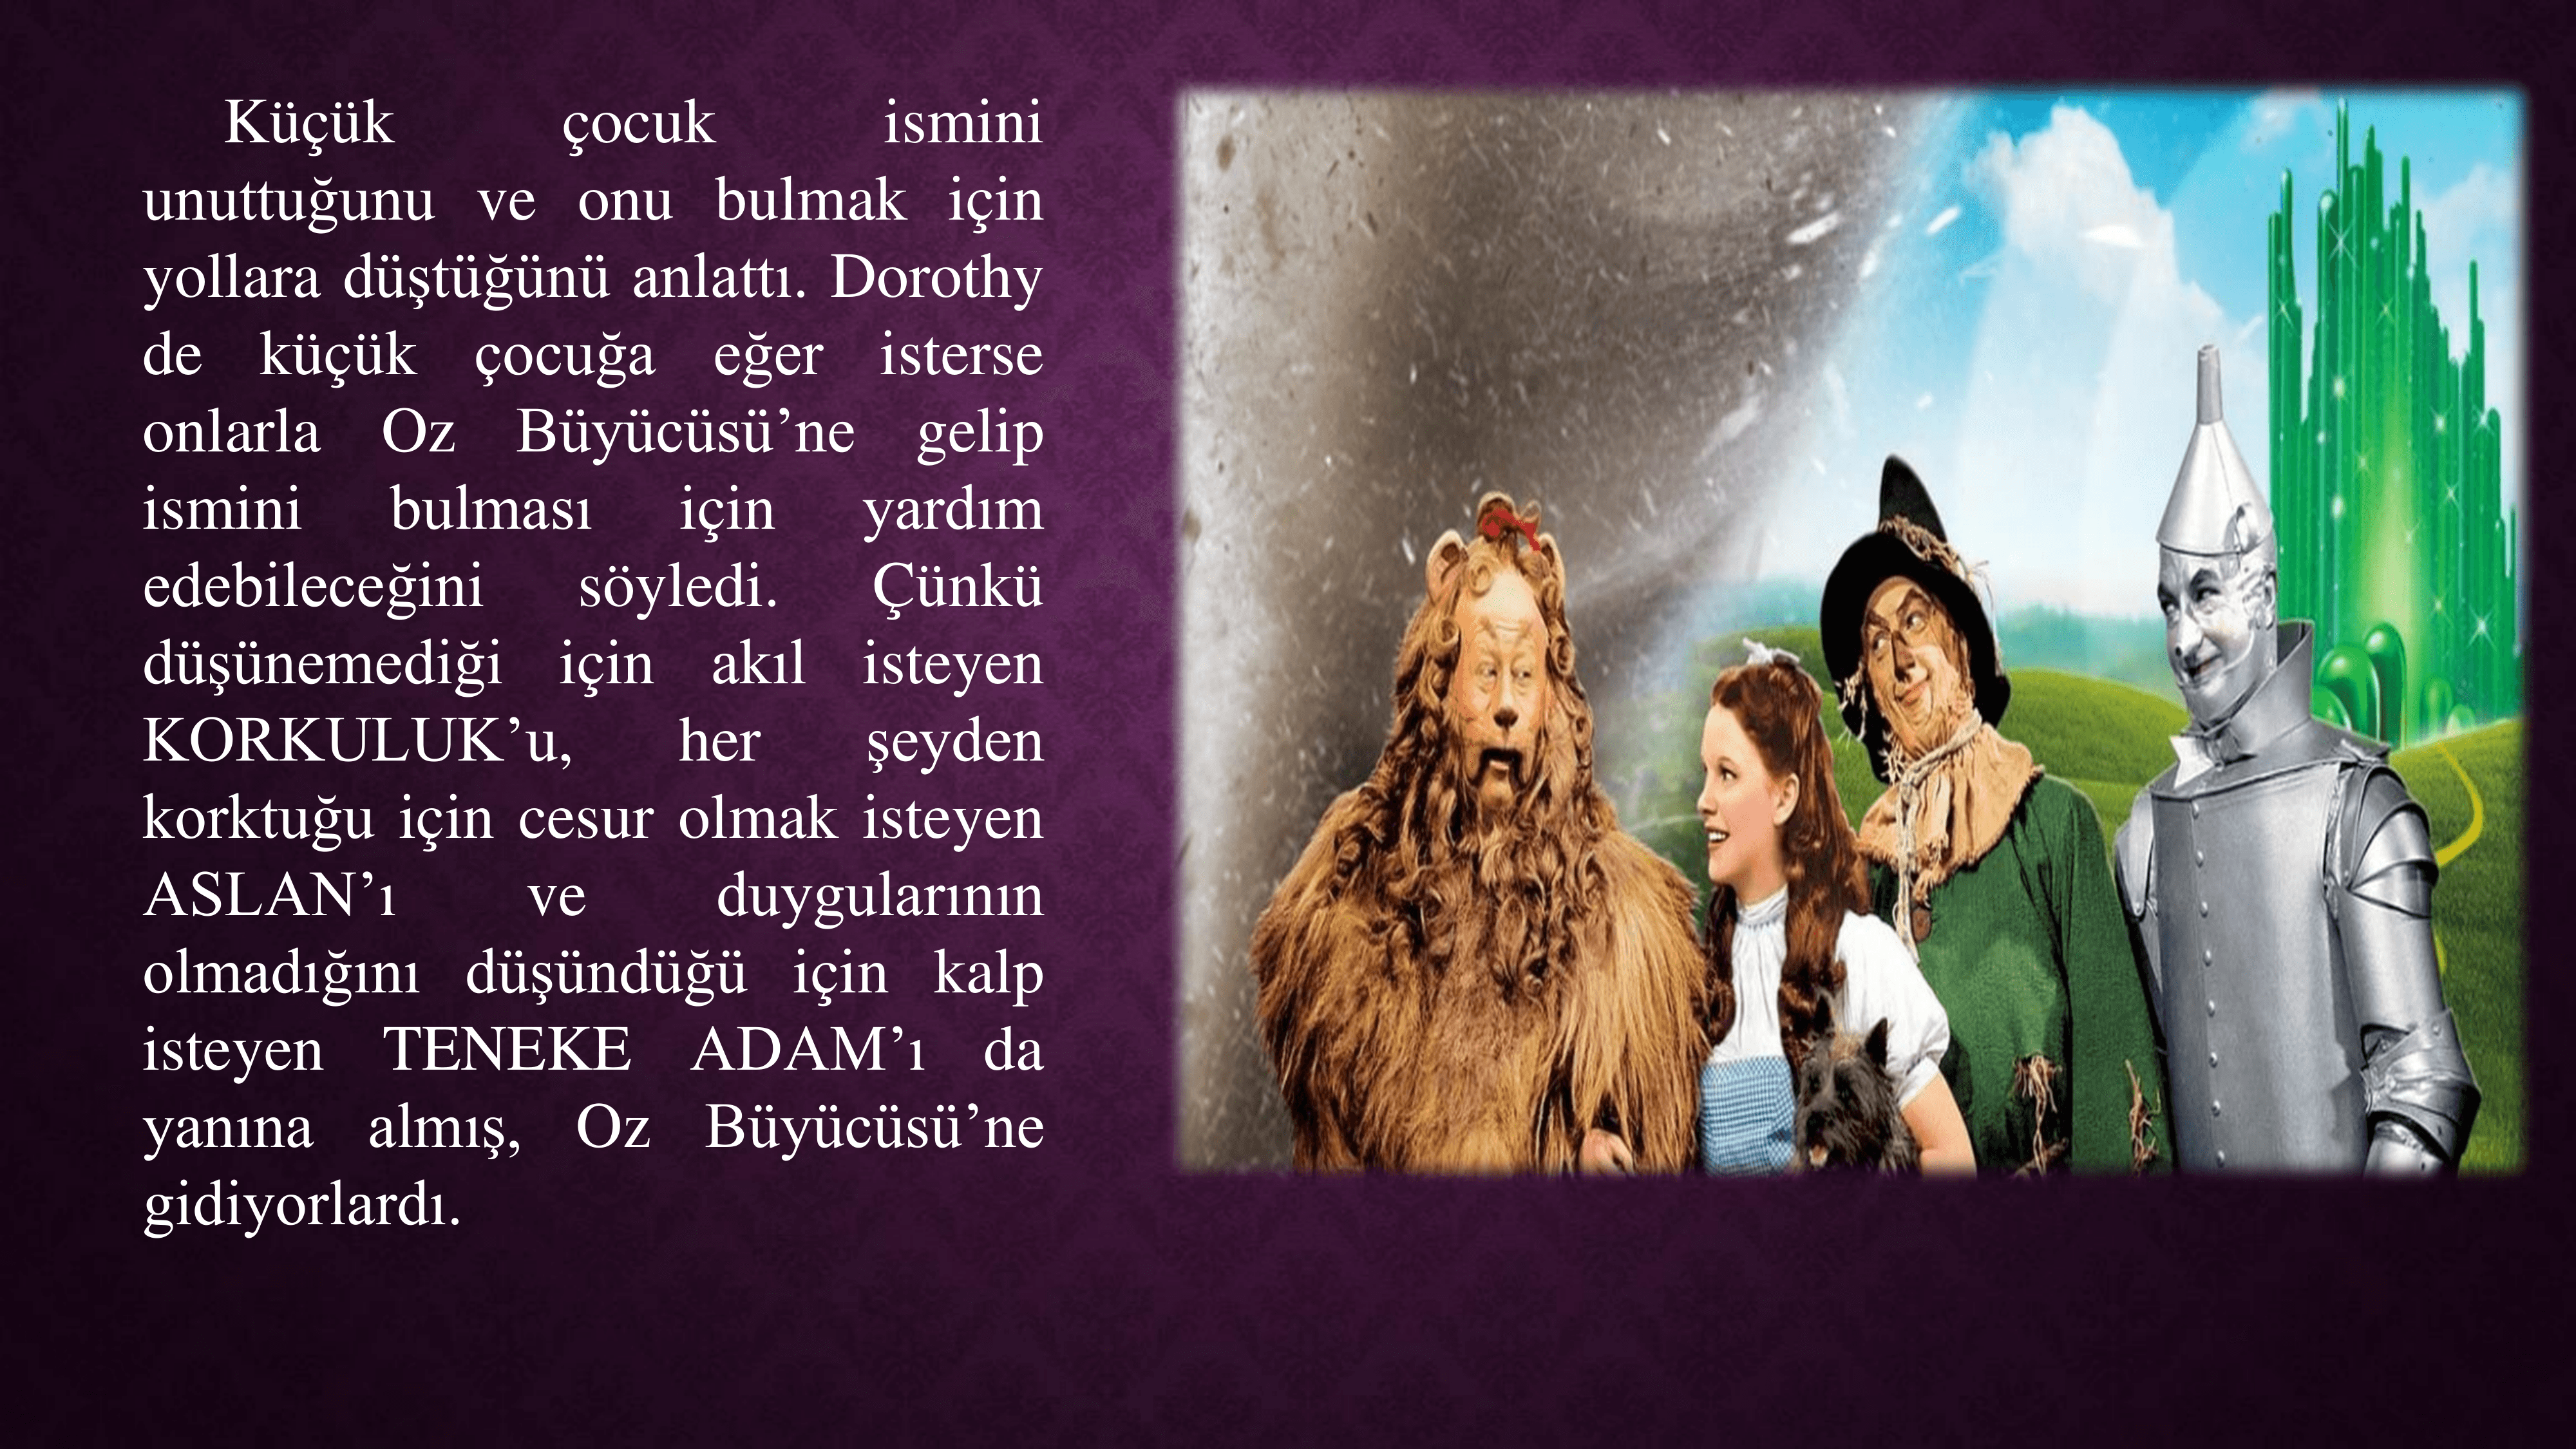 Küçük çocuk ismini
unuttuğunu ve onu bulmak için
yollara düştüğünü anlattı. Dorothy
de küçük çocuğa eğer isterse
onlarla Oz Büyücüsü’ne gelip
ismini bulması için yardım
edebileceğini söyledi. Çünkü
düşünemediği için akıl isteyen
KORKULUK’u, her şeyden
korktuğu için cesur olmak isteyen
ASLAN’ı ve duygularının
olmadığını düşündüğü için kalp
isteyen TENEKE ADAM’ı da
yanına almış, Oz Büyücüsü’ne
gidiyorlardı.